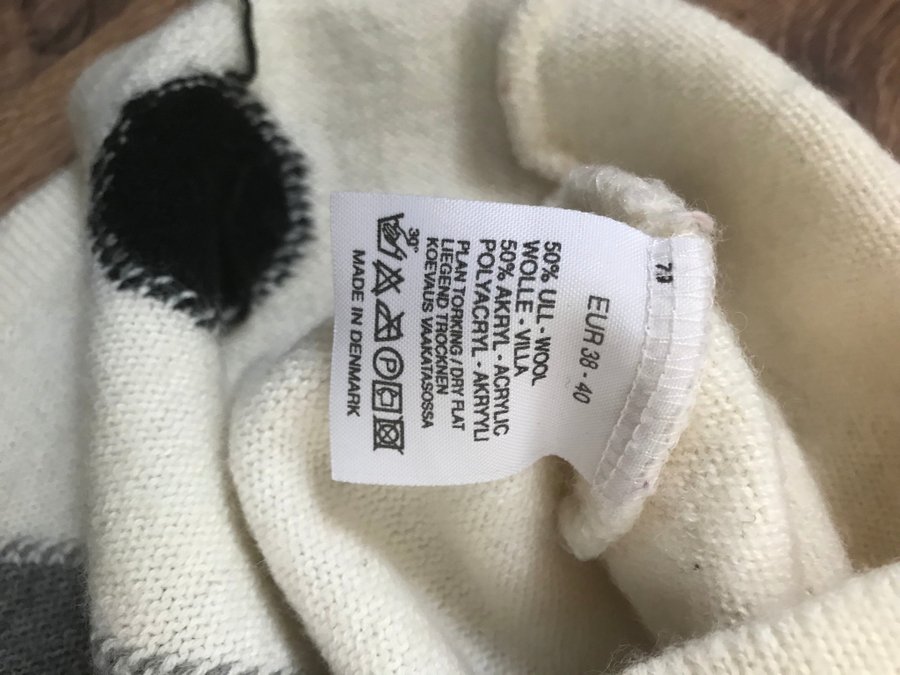 EUR 38 - 40
50% ULL - WOOL
WOLLE - VILLA
50% AKRYL - ACRYLIC
POLYACRYL - AKRYYLI
PLAN TORKING / DRY FLAT
LIEGEND TROCKNEN
KOEVAUS VAAKATASOSSA
30°
P
MADE IN DENMARK